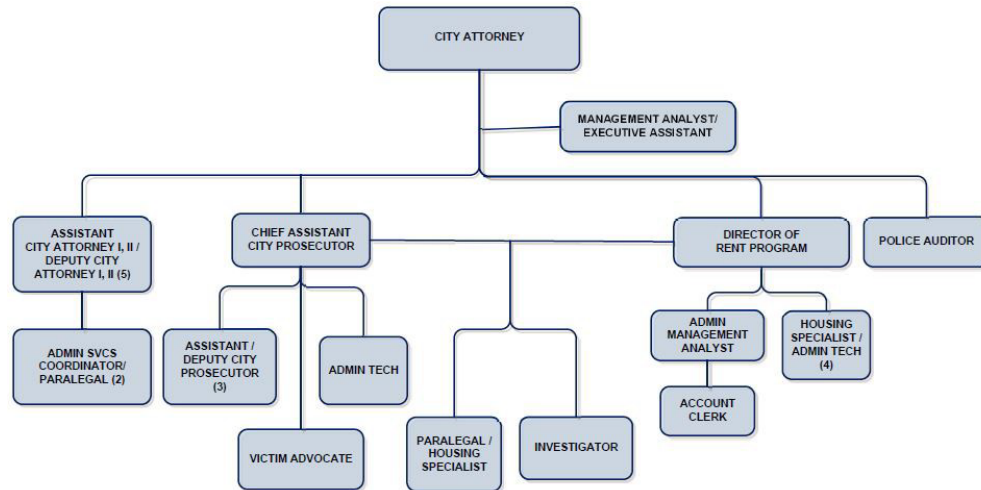 CITY ATTORNEY
MANAGEMENT ANALYST/
EXECUTIVE ASSISTANT
ASSISTANT
CITY ATTORNEY I, II /
DEPUTY CITY
ATTORNEY I, II (5)
CHIEF ASSISTANT
CITY PROSECUTOR
DIRECTOR OF
RENT PROGRAM
POLICE AUDITOR
ADMIN SVCS
COORDINATOR/
PARALEGAL (2)
ASSISTANT /
DEPUTY CITY
PROSECUTOR
(3)
ADMIN TECH
ADMIN
MANAGEMENT
ANALYST
HOUSING
SPECIALIST /
ADMIN TECH
(4)
VICTIM ADVOCATE
PARALEGAL /
HOUSING
SPECIALIST
INVESTIGATOR
ACCOUNT
CLERK